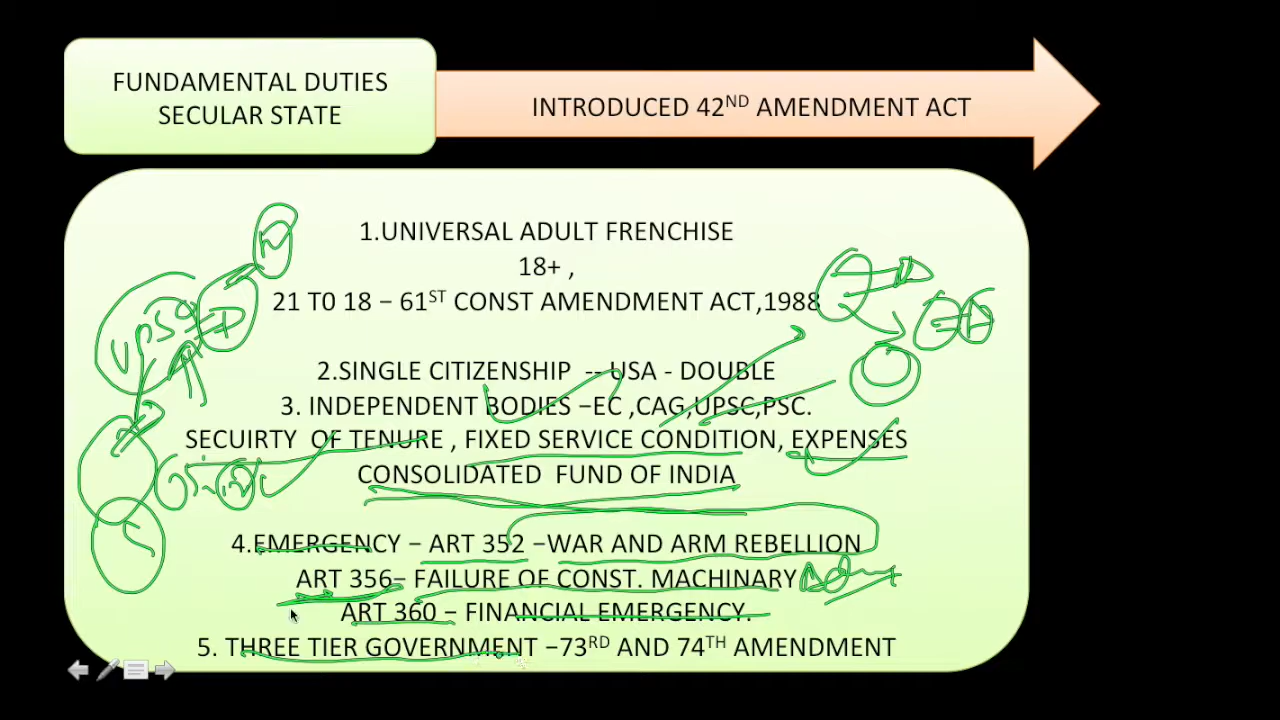 FUNDAMENTAL DUTIES
SECULAR STATE
INTRODUCED 42ND AMENDMENT ACT
1.UNIVERSAL ADULT FRENCHISE
18+ ,
21 T0 18 – 61ST CONST AMENDMENT ACT,1988
2.SINGLE CITIZENSHIP -- USA - DOUBLE
3. INDEPENDENT BODIES –EC ,CAG,UPSC,PSC.
SECUIRTY OF TENURE , FIXED SERVICE CONDITION, EXPENSES
CONSOLIDATED FUND OF INDIA
4.EMERGENCY – ART 352 –WAR AND ARM REBELLION
ART 356– FAILURE OF CONST. MACHINARY
ART 360 – FINANCIAL EMERGENCY.
5. THREE TIER GOVERNMENT –73RD AND 74TH AMENDMENT